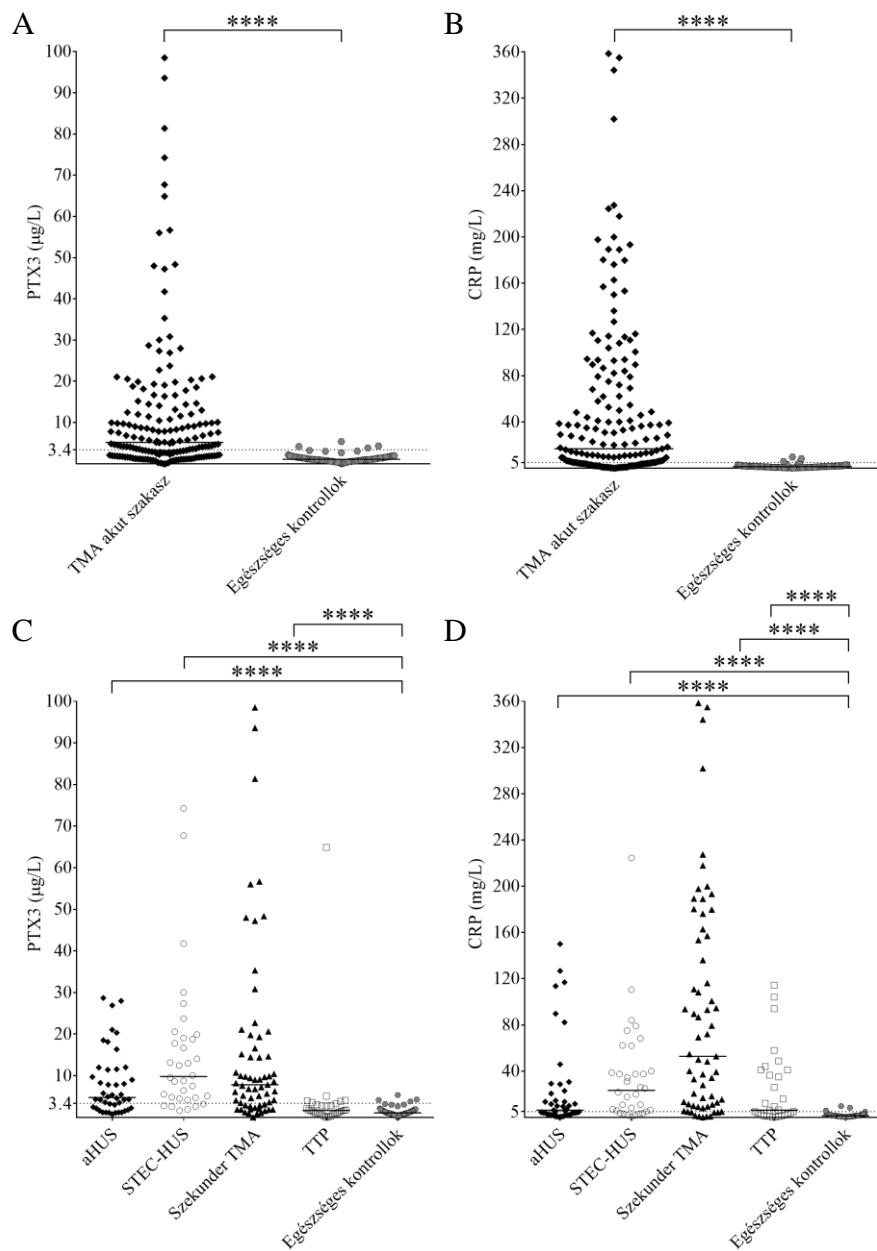 A
****
100
90
80
70
60
50
40
30
20
10
3.4
PTX3 (µg/L)
TMA akut szakasz
Egészséges kontrollok
B
****
360
320
280
240
200
160
120
80
40
5
CRP (mg/L)
TMA akut szakasz
Egészséges kontrollok
C
****
****
****
100
90
80
70
60
50
40
30
20
10
3.4
PTX3 (µg/L)
aHUS
STEC-HUS
Szekunder TMA
TTP
Egészséges kontrollok
D
****
****
****
****
360
320
280
240
200
160
120
80
40
5
CRP (mg/L)
aHUS
STEC-HUS
Szekunder TMA
TTP
Egészséges kontrollok